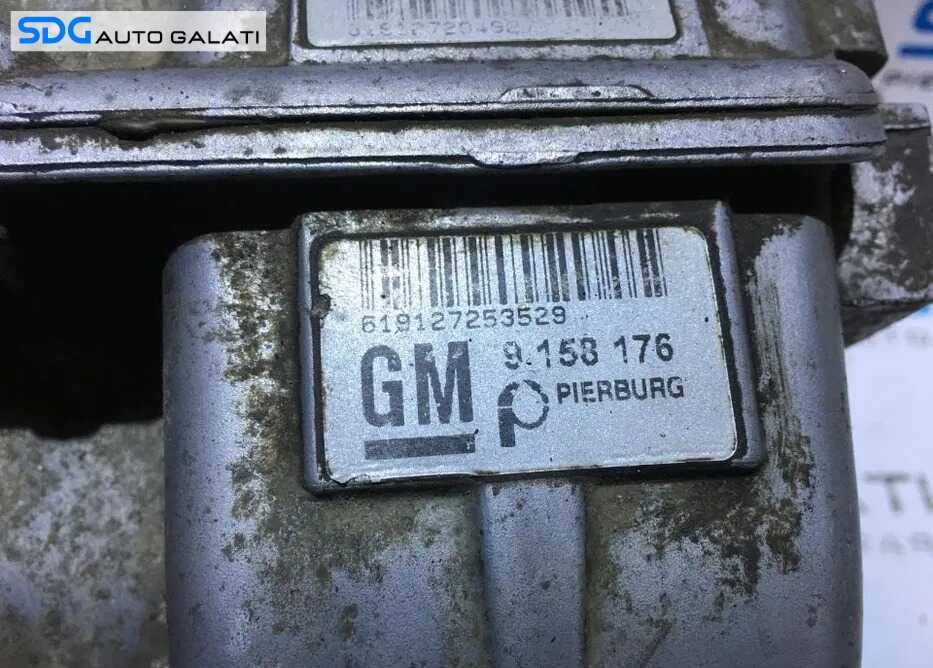 SDG AUTO GALATI
619127253529
GM 9 158 176
PIERBURG